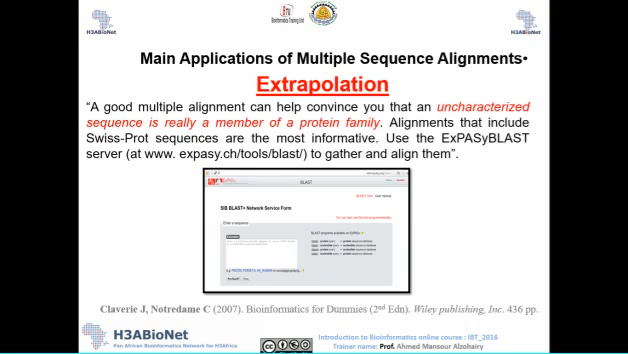 Bioinformatics Training Unit
H3ABioNet
H3ABioNet
Main Applications of Multiple Sequence Alignments•
Extrapolation
“A good multiple alignment can help convince you that an uncharacterized
sequence is really a member of a protein family. Alignments that include
Swiss-Prot sequences are the most informative. Use the ExPASyBLAST
server (at www. expasy.ch/tools/blast/) to gather and align them”.
BLAST
SIB BLAST+ Network Service Form
Enter a sequence
Claverie J, Notredame C (2007). Bioinformatics for Dummies (2nd Edn). Wiley publishing, Inc. 436 pp.
H3ABioNet
Pan African Bioinformatics Network for H3Africa
Introduction to Bioinformatics online course : IBT_2016
Trainer name: Prof. Ahmed Mansour Alzohairy